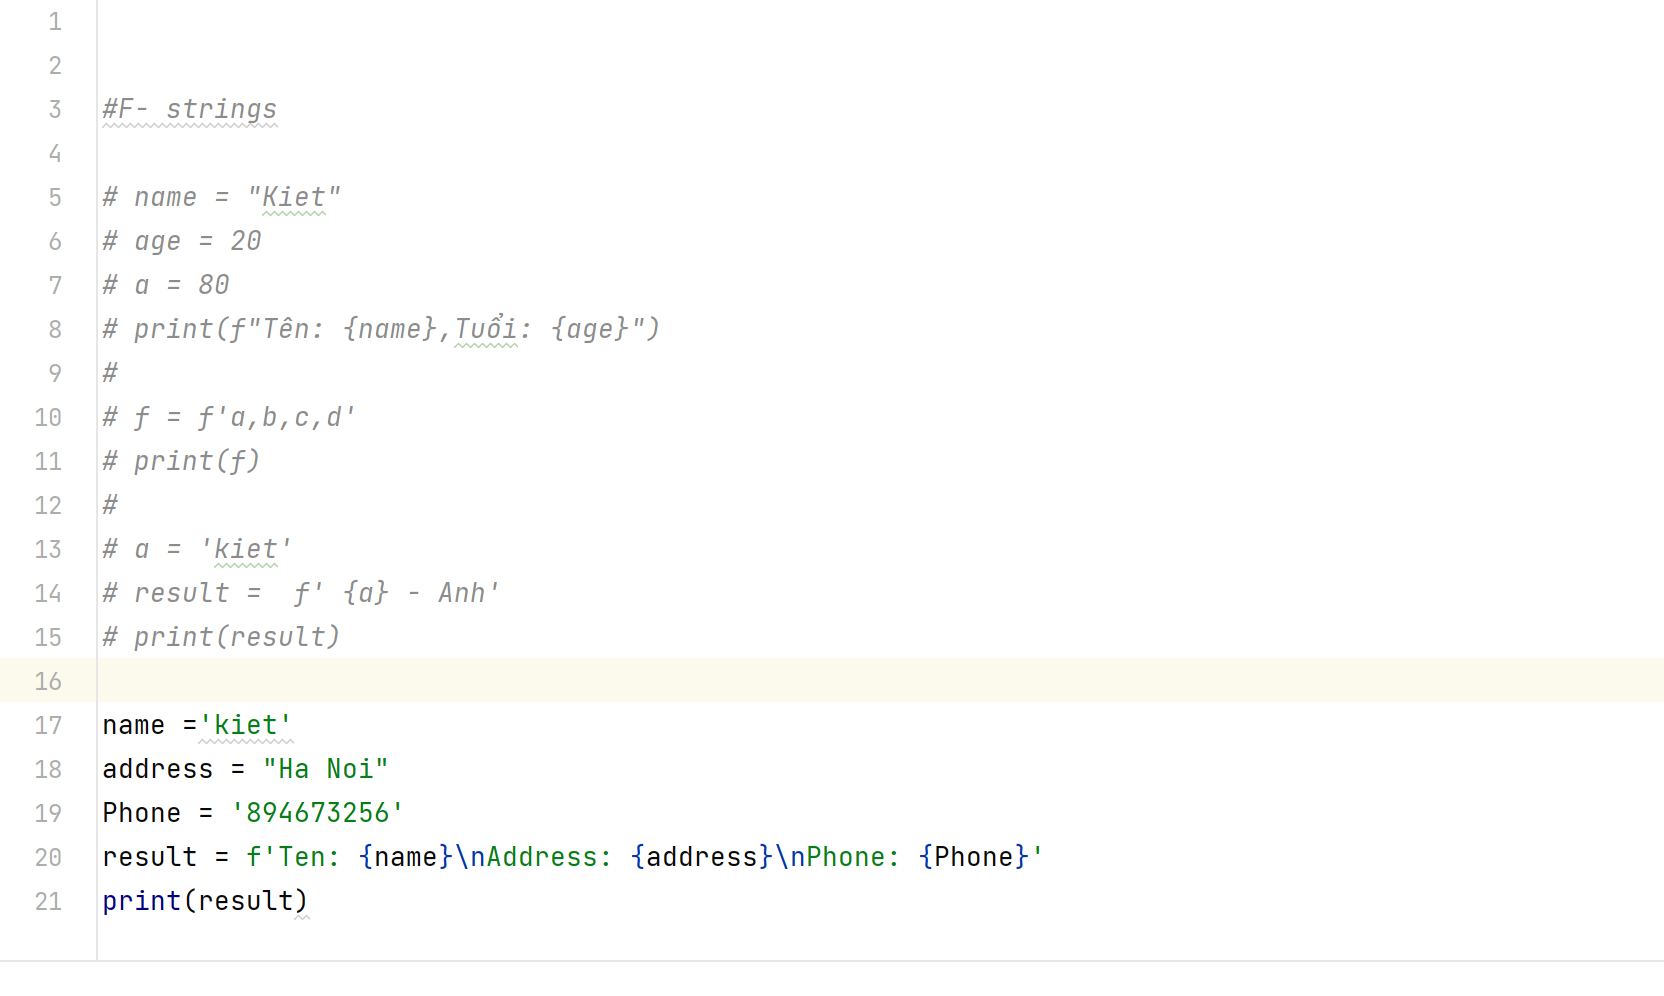 1
2
3 #F- strings
4
5 # name = "Kiet"
6 # age = 20
7 # a = 80
8 # print(f"Tên: {name},Tuổi: {age}")
9 #
10 # f = f'a,b,c,d'
11 # print(f)
12 #
13 # a = 'kiet'
14 # result =  f' {a} - Anh'
15 # print(result)
16
17 name ='kiet'
18 address = "Ha Noi"
19 Phone = '894673256'
20 result = f'Ten: {name}\nAddress: {address}\nPhone: {Phone}'
21 print(result)